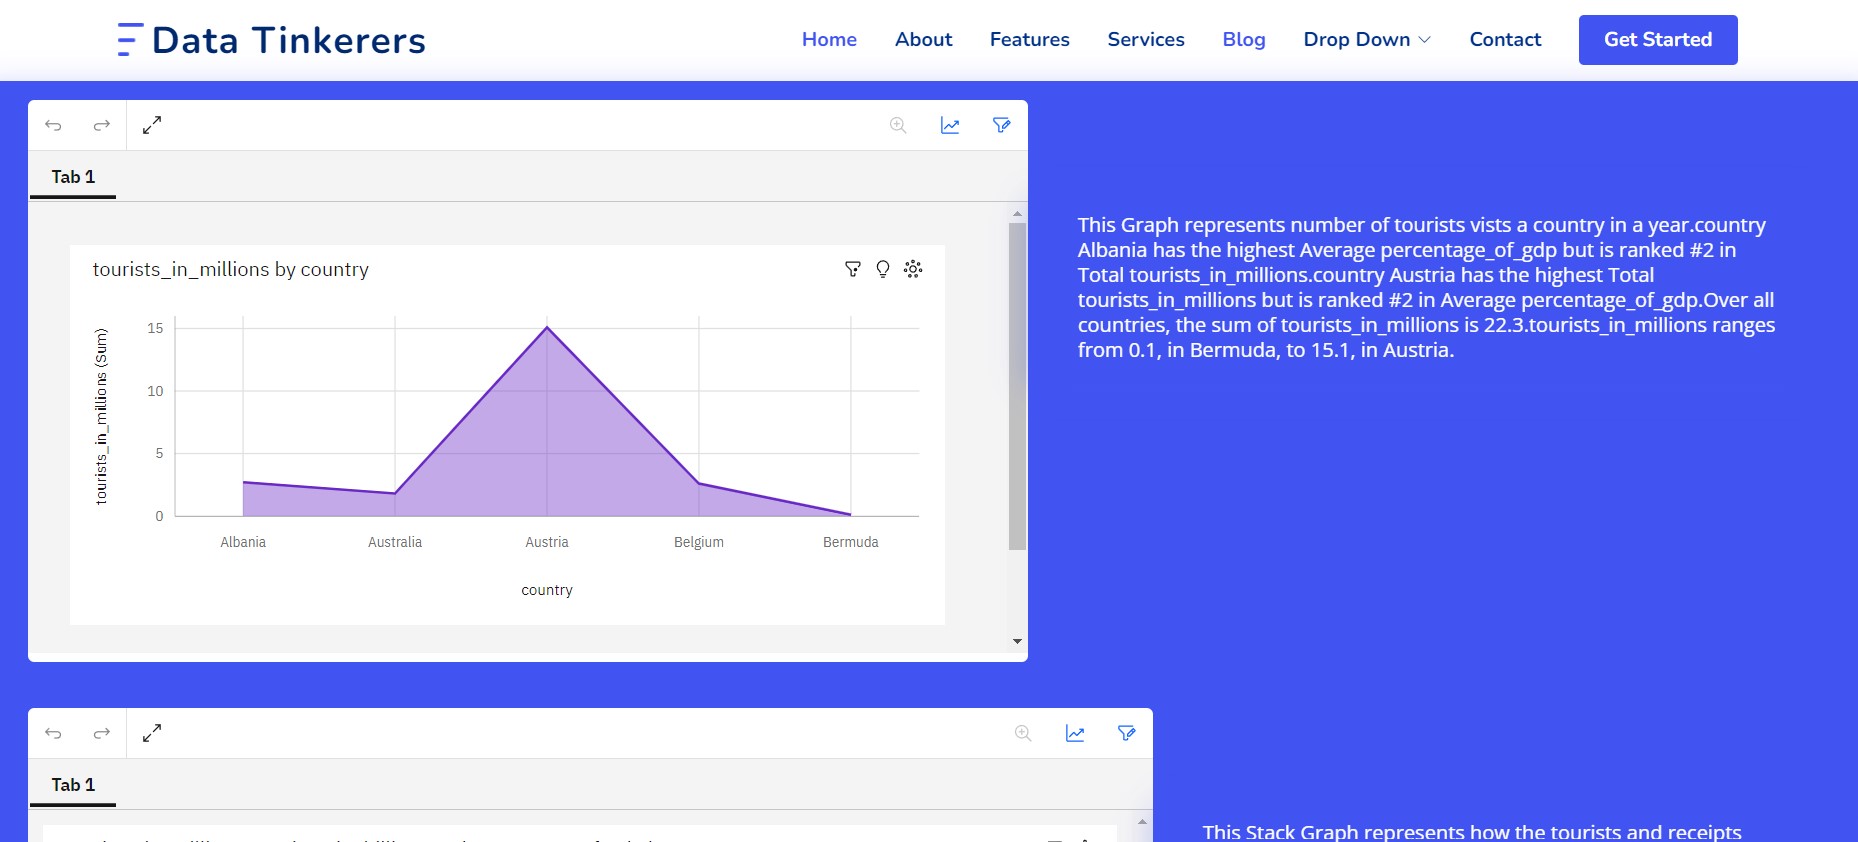 Data Tinkerers
Home About Features Services Blog Drop Down Contact Get Started
Tab 1
tourists_in_millions by country
tourists_in_millions (Sum)
15
10
5
0
Albania Australia Austria Belgium Bermuda
country
This Graph represents number of tourists vists a country in a year.country
Albania has the highest Average percentage_of_gdp but is ranked #2 in
Total tourists_in_millions.country Austria has the highest Total
tourists_in_millions but is ranked #2 in Average percentage_of_gdp.Over all
countries, the sum of tourists_in_millions is 22.3.tourists_in_millions ranges
from 0.1, in Bermuda, to 15.1, in Austria.
Tab 1
This Stack Graph represents how the tourists and receipts